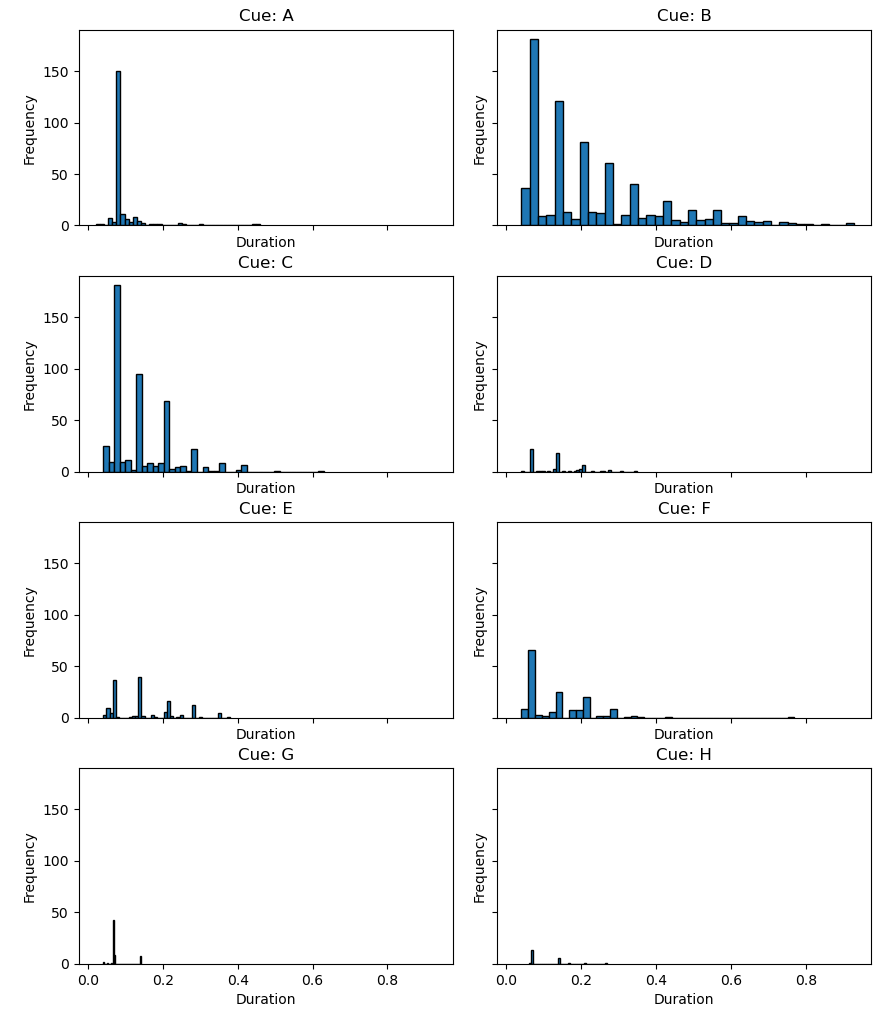 Cue: A
Cue: B
150
100
50
0
Frequency
Frequency
Duration
Duration
Cue: C
Cue: D
150
100
50
0
Frequency
Frequency
Duration
Duration
Cue: E
Cue: F
150
100
50
0
Frequency
Frequency
Duration
Duration
Cue: G
Cue: H
150
100
50
0
Frequency
Frequency
0.0 0.2 0.4 0.6 0.8
0.0 0.2 0.4 0.6 0.8
Duration
Duration